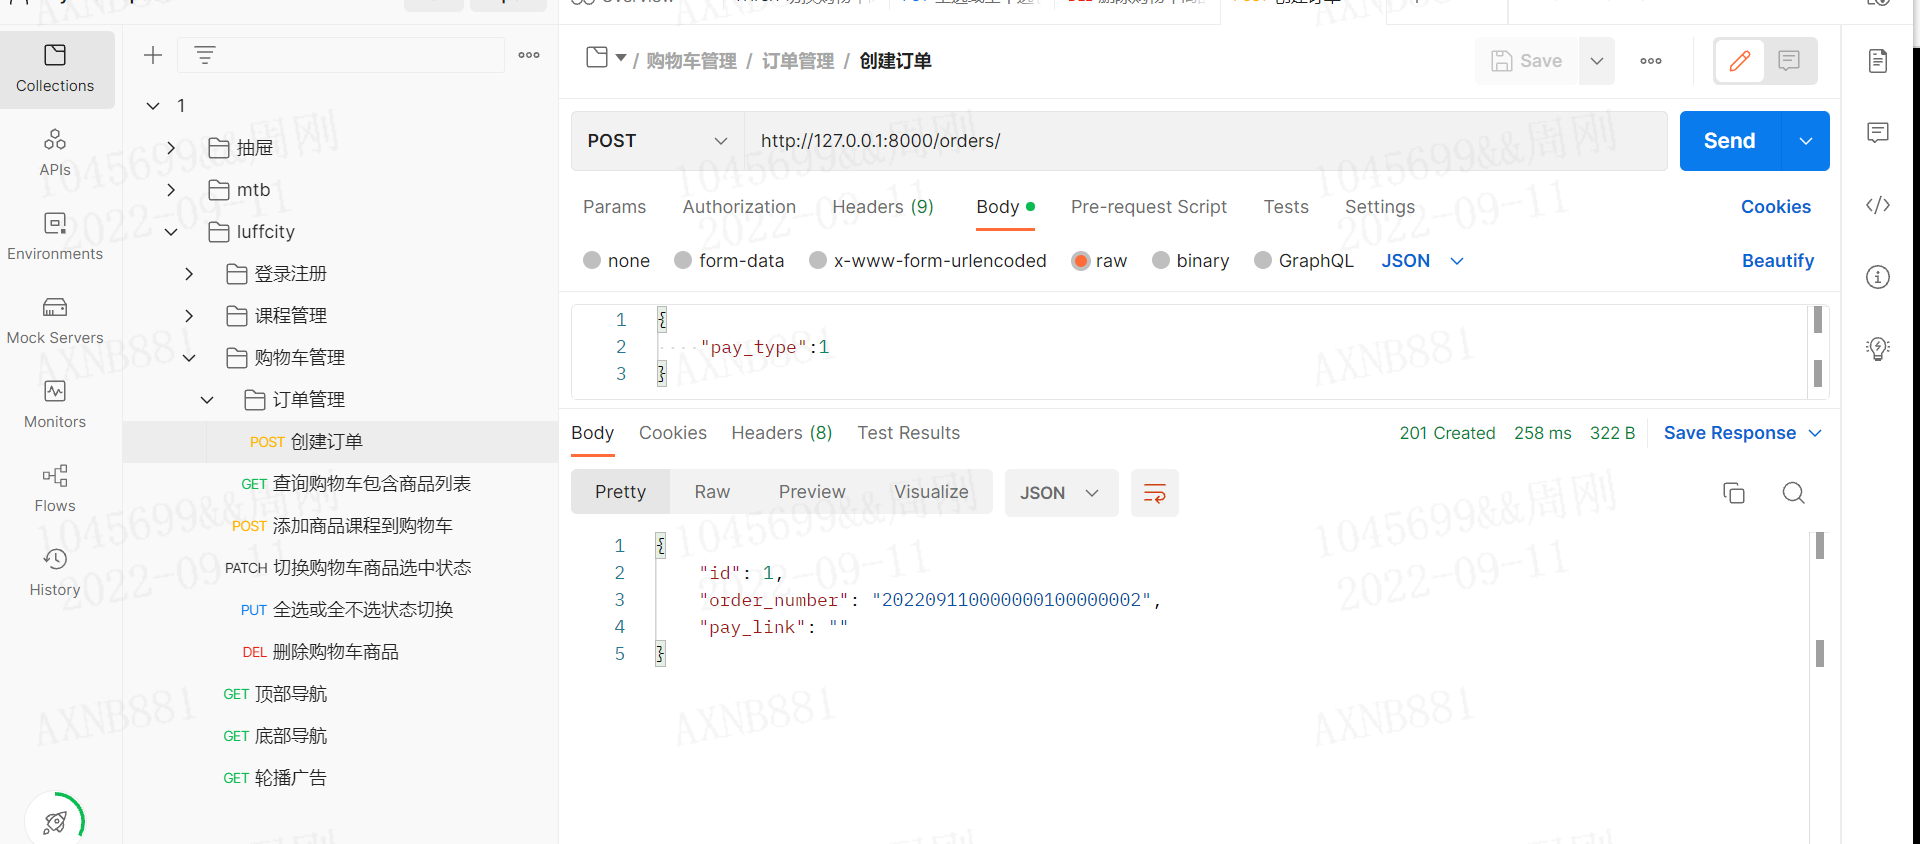 Collections
APIs
Environments
Mock Servers
Monitors
Flows
History
1
抽屉
mtb
luffcity
登录注册
课程管理
购物车管理
订单管理
POST 创建订单
GET 查询购物车包含商品列表
POST 添加商品课程到购物车
PATCH 切换购物车商品选中状态
PUT 全选或全不选状态切换
DEL 删除购物车商品
GET 顶部导航
GET 底部导航
GET 轮播广告
/ 购物车管理 / 订单管理 / 创建订单
Save
POST
http://127.0.0.1:8000/orders/
Send
Params Authorization Headers (9) Body Pre-request Script Tests Settings Cookies
none form-data x-www-form-urlencoded raw binary GraphQL JSON Beautify
1 {
2 "pay_type":1
3 }
Body Cookies Headers (8) Test Results 201 Created 258 ms 322 B Save Response
Pretty Raw Preview Visualize JSON
1 {
2 "id": 1,
3 "order_number": "202209110000000100000002",
4 "pay_link": ""
5 }
1045699&&周刚
2022-09-11
AXNB881